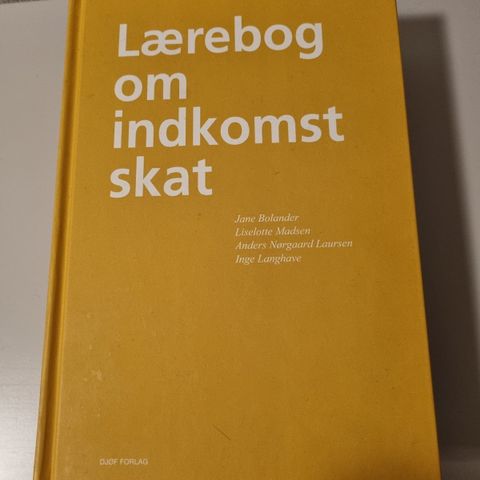 Lærebog
om
indkomst
skat
Jane Bolander
Liselotte Madsen
Anders Nørgaard Laursen
Inge Langhave
DJØF FORLAG